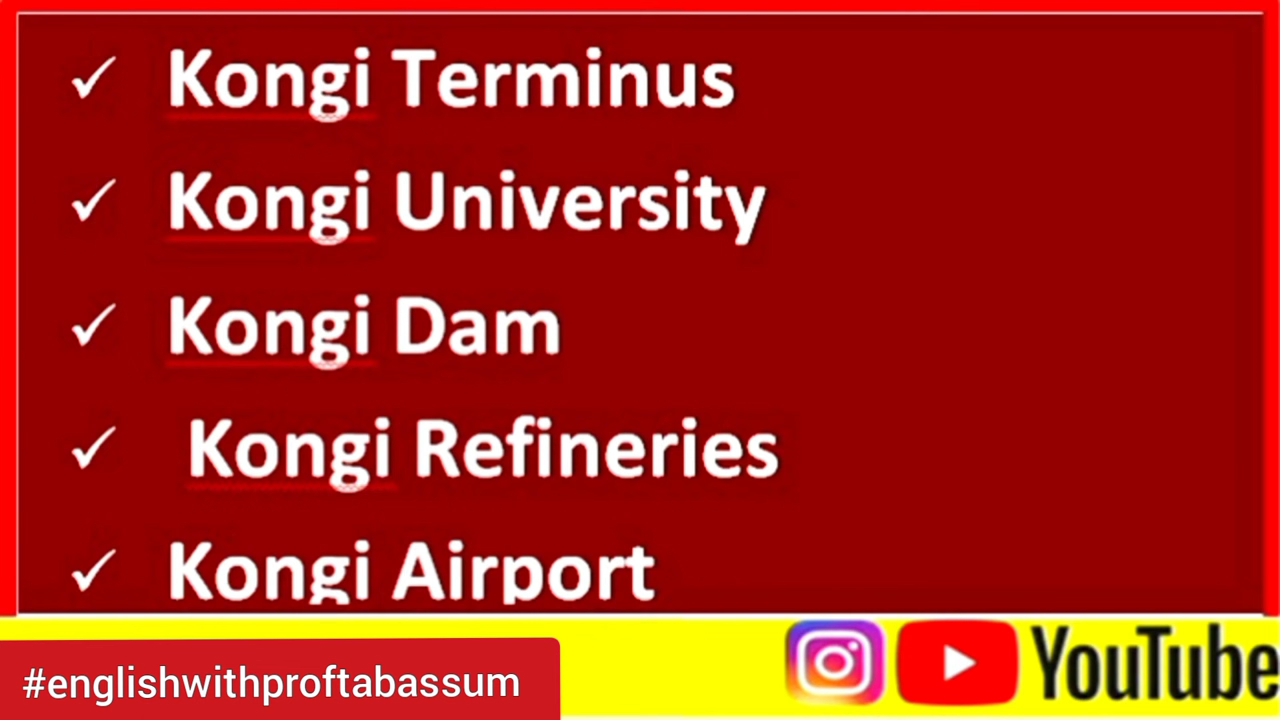 ✓ Kongi Terminus
✓ Kongi University
✓ Kongi Dam
✓ Kongi Refineries
✓ Kongi Airport
#englishwithproftabassum
YouTube